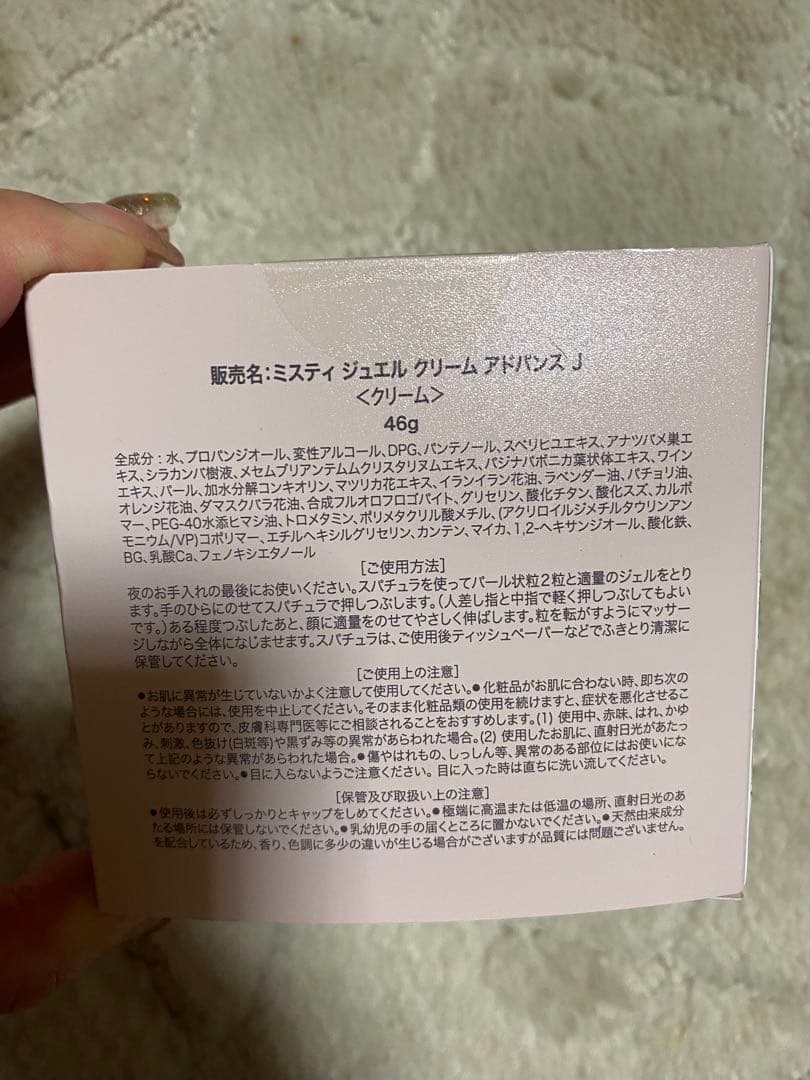 販売名:ミスティ ジュエル クリーム アドバンス J
<クリーム>
46g
全成分 : 水、プロパンジオール、変性アルコール、DPG、パンテノール、スベリヒユエキス、アナツバメ巣エ
キス、シラカンバ樹液、メセムブリアンテムムクリスタリヌムエキス、パジナパボニカ葉状体エキス、ワイン
エキス、パール、加水分解コンキオリン、マツリカ花エキス、イランイラン花油、ラベンダー油、パチョリ油、
オレンジ花油、ダマスクバラ花油、合成フルオロフロゴパイト、グリセリン、酸化チタン、酸化スズ、カルボ
マー、PEG-40水添ヒマシ油、トロメタミン、ポリメタクリル酸メチル、(アクリロイルジメチルタウリンアン
モニウム/VP)コポリマー、エチルヘキシルグリセリン、カンテン、マイカ、1,2-ヘキサンジオール、酸化鉄、
BG、乳酸Ca、フェノキシエタノール
[ご使用方法]
夜のお手入れの最後にお使いください。スパチュラを使ってパール状粒2粒と適量のジェルをとり
ます。手のひらにのせてスパチュラで押しつぶします。(人差し指と中指で軽く押しつぶしてもよい
です。)ある程度つぶしたあと、顔に適量をのせてやさしく伸ばします。粒を転がすようにマッサー
ジしながら全体になじませます。スパチュラは、ご使用後ティッシュペーパーなどでふきとり清潔に
保管してください。
[ご使用上の注意]
●お肌に異常が生じていないかよく注意して使用してください。●化粧品がお肌に合わない時、即ち次の
ような場合には、使用を中止してください。そのまま化粧品類の使用を続けますと、症状を悪化させるこ
とがありますので、皮膚科専門医等にご相談されることをおすすめします。(1) 使用中、赤味、はれ、かゆ
み、刺激、色抜け(白斑等)や黒ずみ等の異常があらわれた場合。(2) 使用したお肌に、直射日光があたっ
て上記のような異常があらわれた場合。●傷やはれもの、しっしん等、異常のある部位にはお使いにな
らないでください。●目に入らないようご注意ください。目に入った時は直ちに洗い流してください。
[保管及び取扱い上の注意]
●使用後は必ずしっかりとキャップをしめてください。●極端に高温または低温の場所、直射日光のあ
たる場所には保管しないでください。●乳幼児の手の届くところに置かないでください。●天然由来成分
を配合しているため、香り、色調に多少の違いが生じる場合がございますが品質には問題ございません。